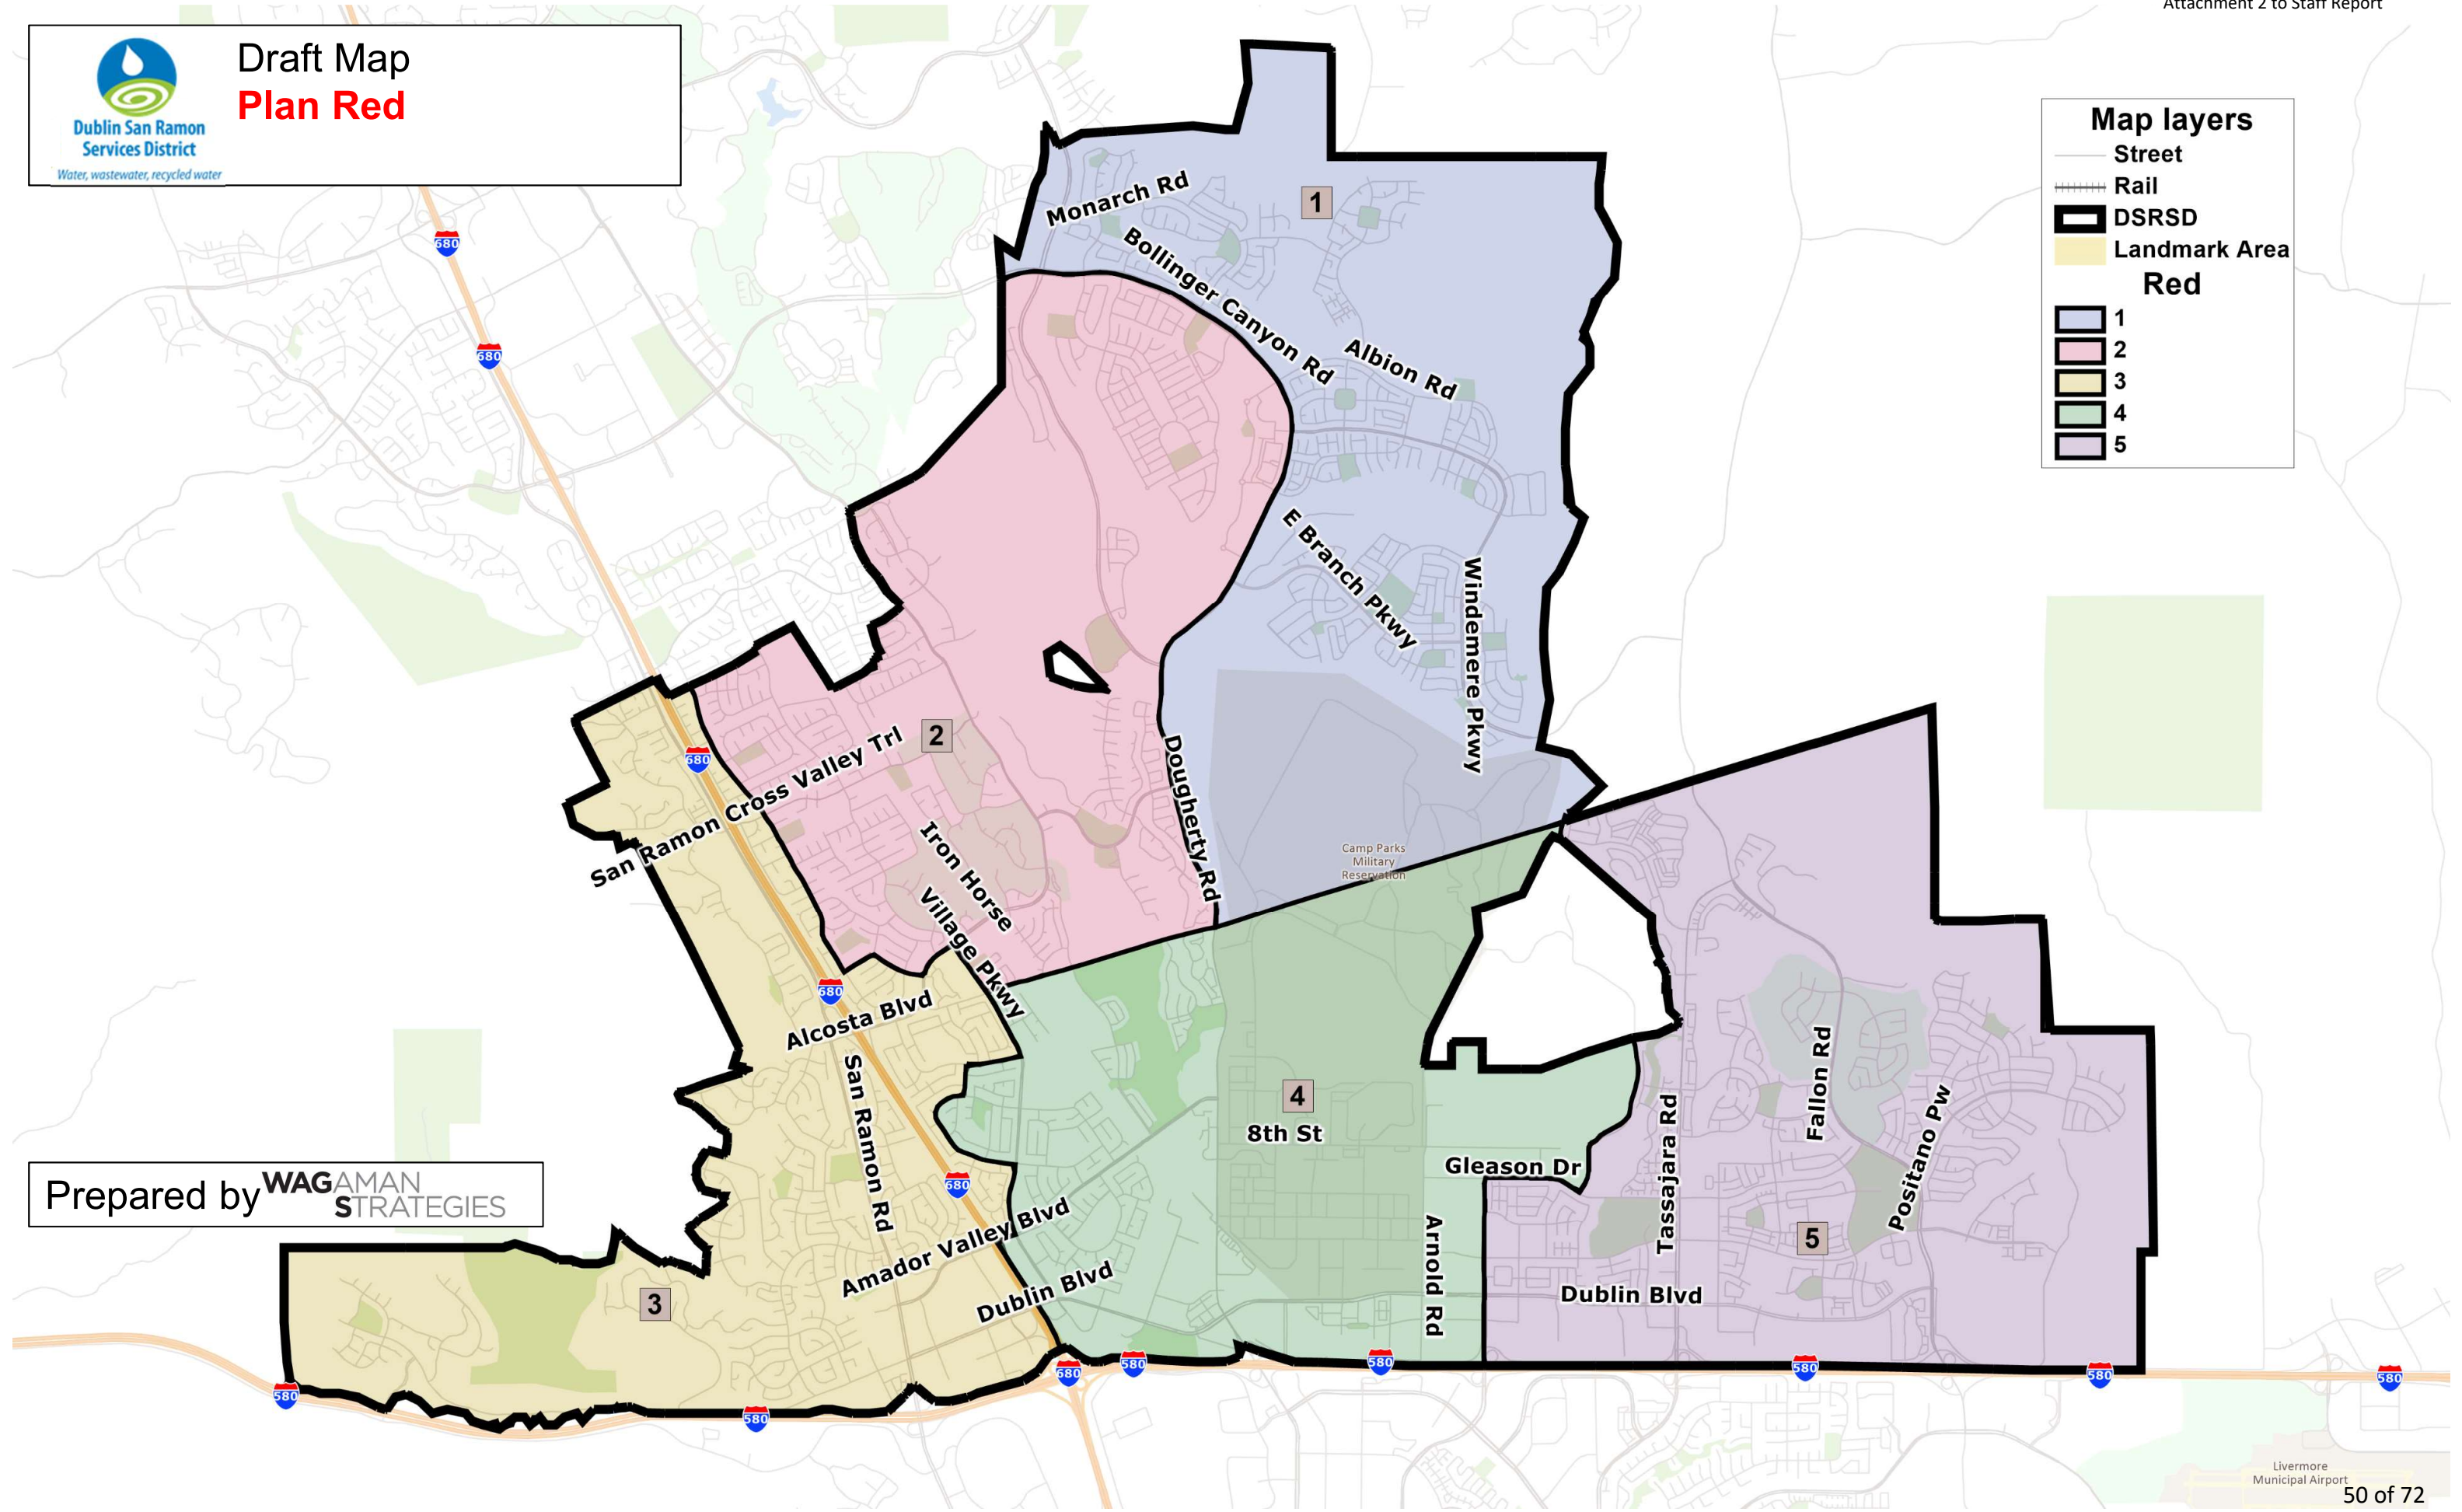 Attachment 2 to Staff Report
Draft Map
Plan Red
Dublin San Ramon
Services District
Water, wastewater, recycled water
Map layers
Street
Rail
DSRSD
Landmark Area
Red
1
2
3
4
5
680
680
Monarch Rd
1
Bollinger Canyon Rd
Albion Rd
E Branch Pkwy
Windemere Pkwy
2
680
San Ramon Cross Valley Trl
Dougherty Rd
Iron Horse
Village Pkwy
Camp Parks
Military
Reservation
680
Alcosta Blvd
San Ramon Rd
4
8th St
Gleason Dr
Tassajara Rd
Fallon Rd
Positano Pw
680
Prepared by WAGAMAN
STRATEGIES
Amador Valley Blvd
Dublin Blvd
Arnold Rd
5
Dublin Blvd
3
580
580
680
580
580
580
580
580
Livermore
Municipal Airport
50 of 72